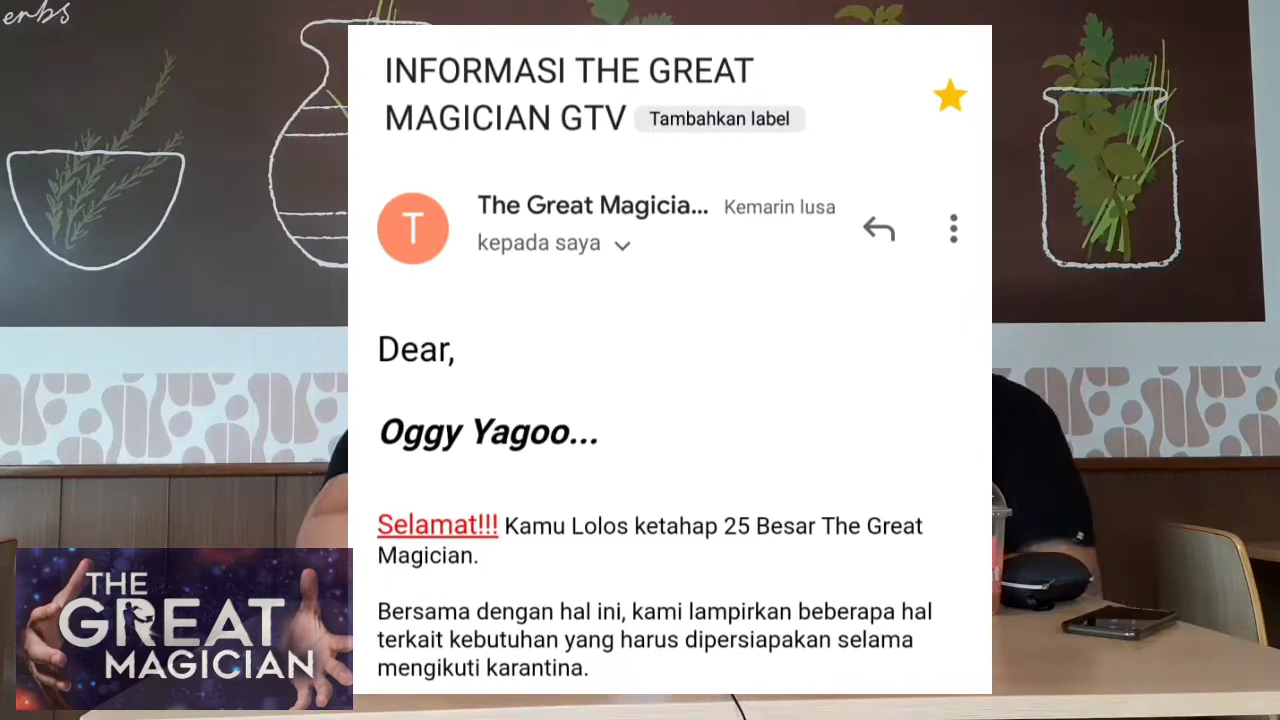 erbs
INFORMASI THE GREAT
MAGICIAN GTV Tambahkan label
T
The Great Magicia... Kemarin lusa
kepada saya
Dear,
Oggy Yagoo...
Selamat!!! Kamu Lolos ketahap 25 Besar The Great
Magician.
Bersama dengan hal ini, kami lampirkan beberapa hal
terkait kebutuhan yang harus dipersiapakan selama
mengikuti karantina.
THE
GREAT
MAGICIAN